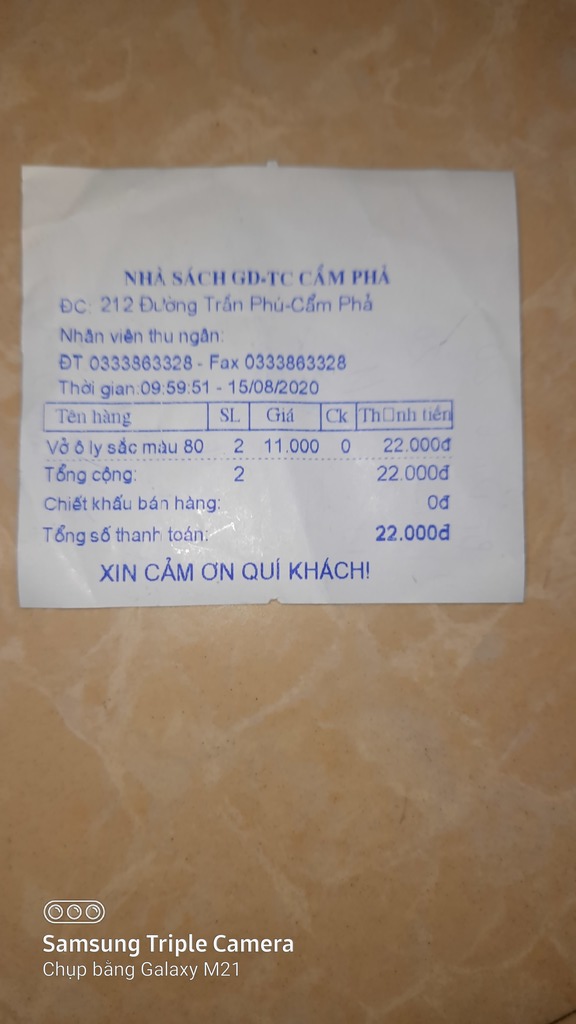 NHÀ SÁCH GD-TC CẨM PHẢ
ĐC: 212 Đường Trần Phú-Cẩm Phả
Nhân viên thu ngân:
ĐT 0333863328 - Fax 0333863328
Thời gian:09:59:51 - 15/08/2020
Tên hàng SL Giá Ck Th□nh tiền
Vở ô ly sắc màu 80 2 11.000 0 22.000đ
Tổng cộng: 2 22.000đ
Chiết khấu bán hàng: 0đ
Tổng số thanh toán: 22.000đ
XIN CẢM ƠN QUÍ KHÁCH!
Samsung Triple Camera
Chụp bằng Galaxy M21